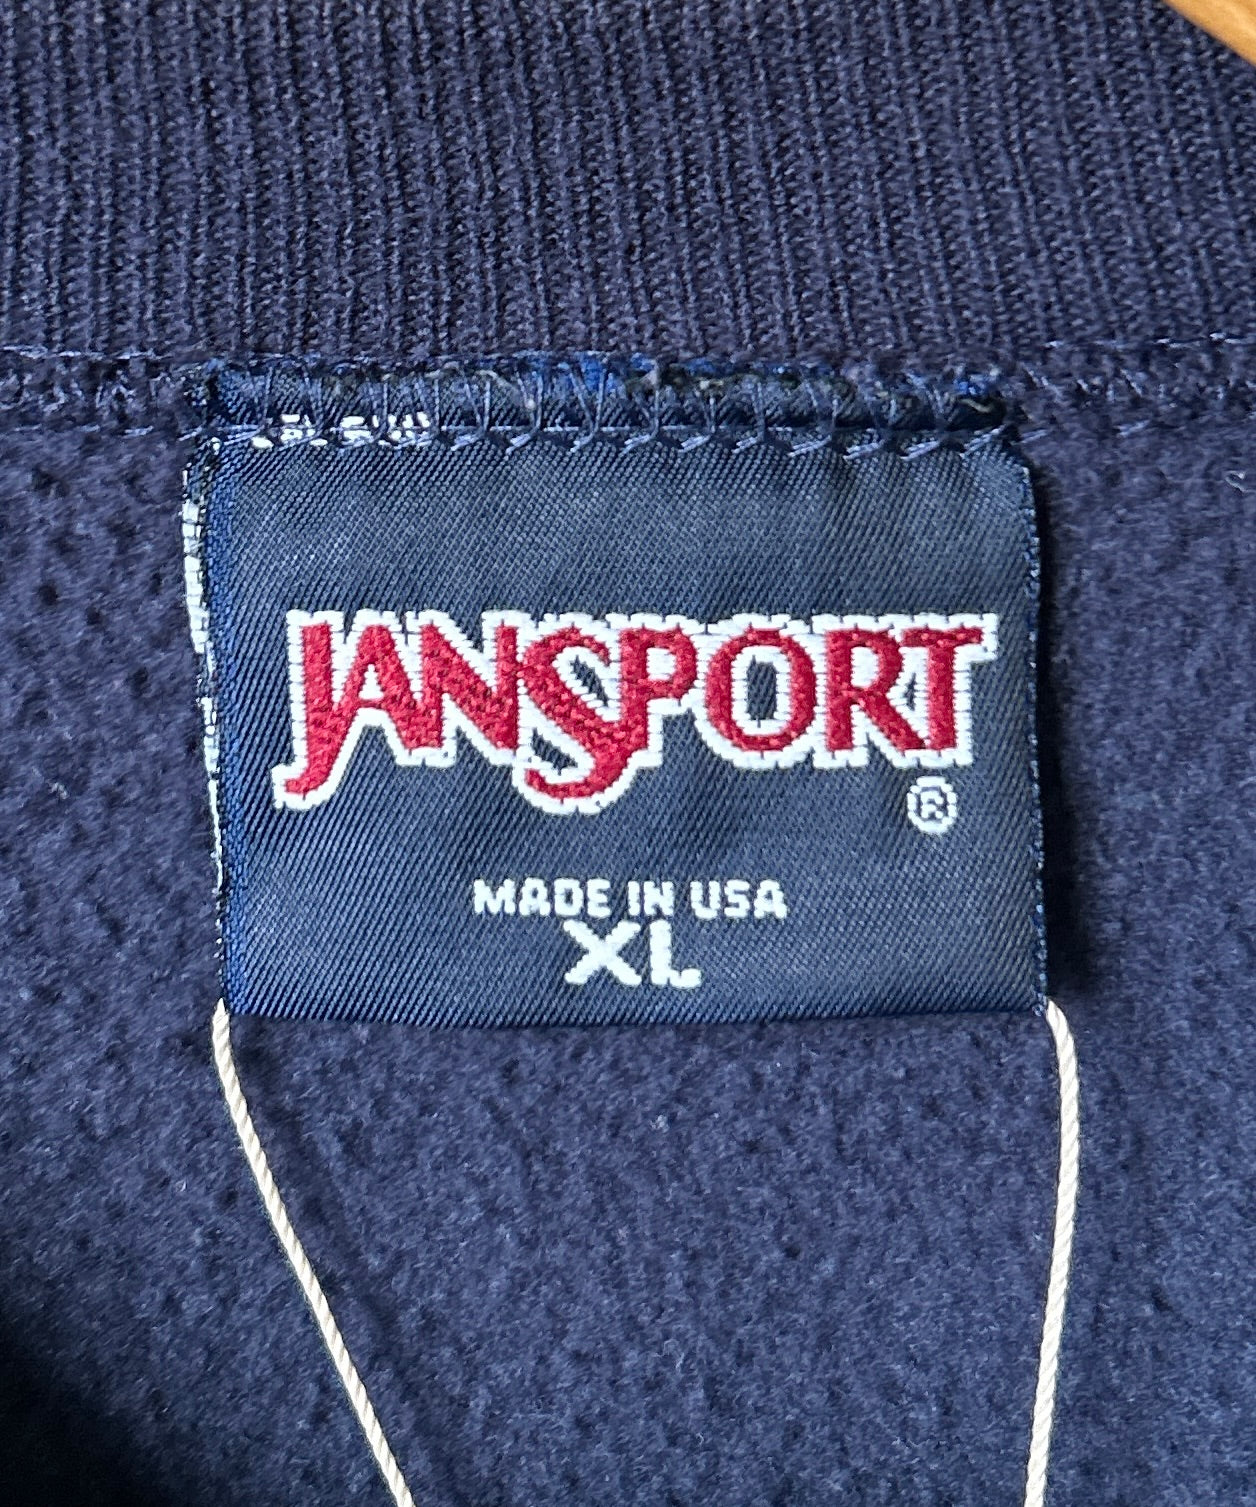 JANSPORT
®
MADE IN USA
XL